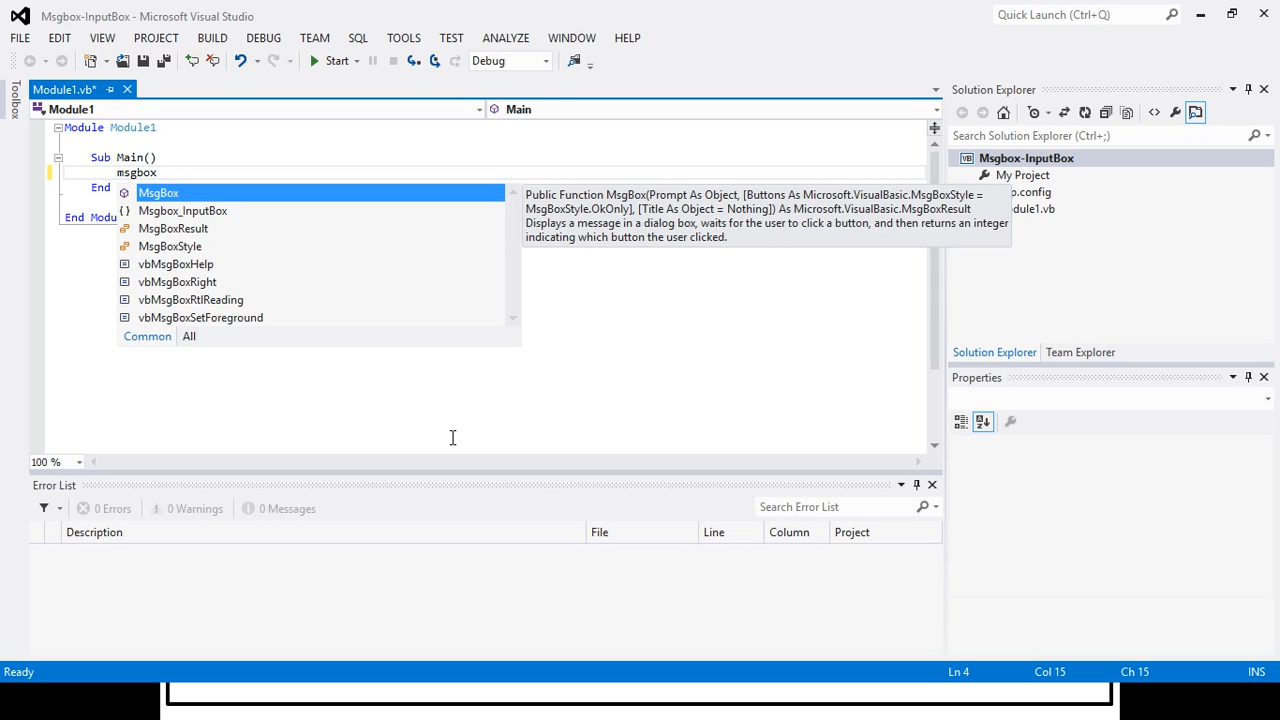 Msgbox-InputBox - Microsoft Visual Studio
Quick Launch (Ctrl+Q)
FILE EDIT VIEW PROJECT BUILD DEBUG TEAM SQL TOOLS TEST ANALYZE WINDOW HELP
Start Debug
Toolbox
Module1.vb*
Module1 Main
Module Module1
Sub Main()
msgbox
End
End Modu
MsgBox
Msgbox_InputBox
MsgBoxResult
MsgBoxStyle
vbMsgBoxHelp
vbMsgBoxRight
vbMsgBoxRtlReading
vbMsgBoxSetForeground
Common All
Public Function MsgBox(Prompt As Object, [Buttons As Microsoft.VisualBasic.MsgBoxStyle =
MsgBoxStyle.OkOnly], [Title As Object = Nothing]) As Microsoft.VisualBasic.MsgBoxResult
Displays a message in a dialog box, waits for the user to click a button, and then returns an integer
indicating which button the user clicked.
Solution Explorer
Search Solution Explorer (Ctrl+;)
VB Msgbox-InputBox
My Project
p.config
dule1.vb
Solution Explorer Team Explorer
Properties
100 %
Error List
0 Errors 0 Warnings 0 Messages
Search Error List
Description File Line Column Project
Ready Ln 4 Col 15 Ch 15 INS